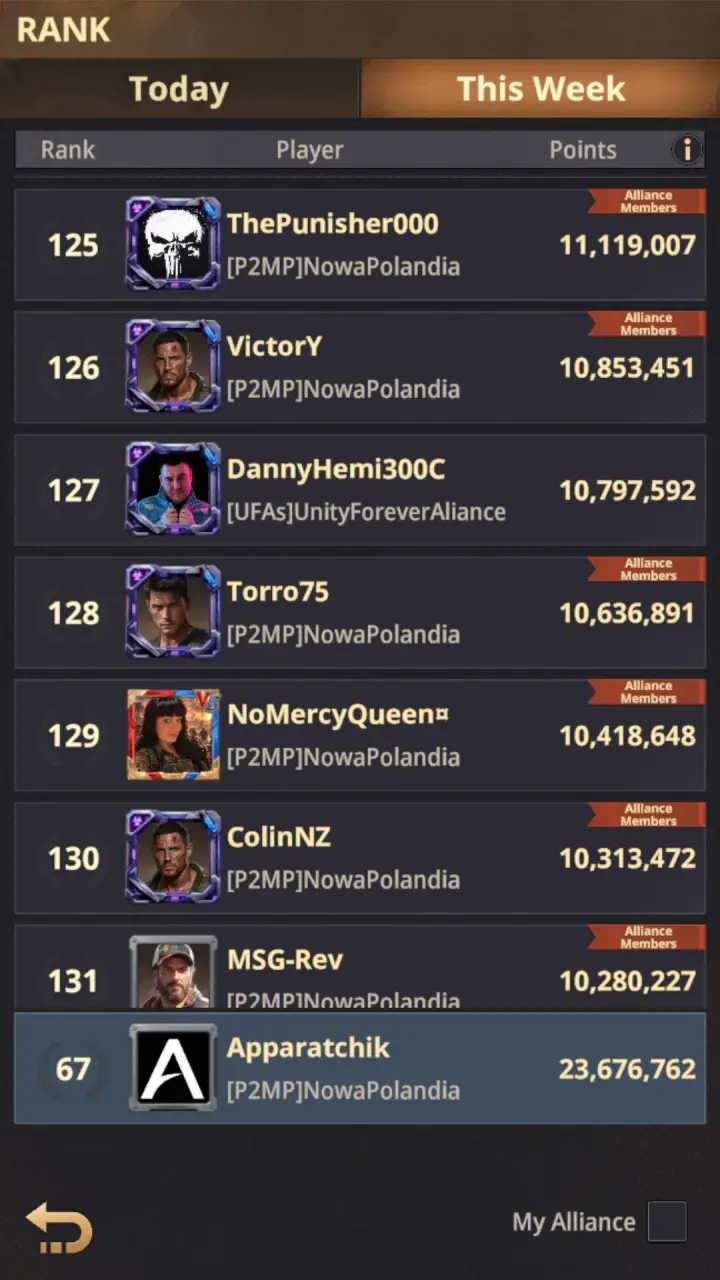 RANK
Today
This Week
Rank Player Points
Alliance Members
125 ThePunisher000 11,119,007
[P2MP]NowaPolandia
Alliance Members
126 VictorY 10,853,451
[P2MP]NowaPolandia
127 DannyHemi300C 10,797,592
[UFAs]UnityForeverAliance
Alliance Members
128 Torro75 10,636,891
[P2MP]NowaPolandia
Alliance Members
129 NoMercyQueen¤ 10,418,648
[P2MP]NowaPolandia
Alliance Members
130 ColinNZ 10,313,472
[P2MP]NowaPolandia
Alliance Members
131 MSG-Rev 10,280,227
[P2MP]NowaPolandia
67 Apparatchik 23,676,762
[P2MP]NowaPolandia
My Alliance